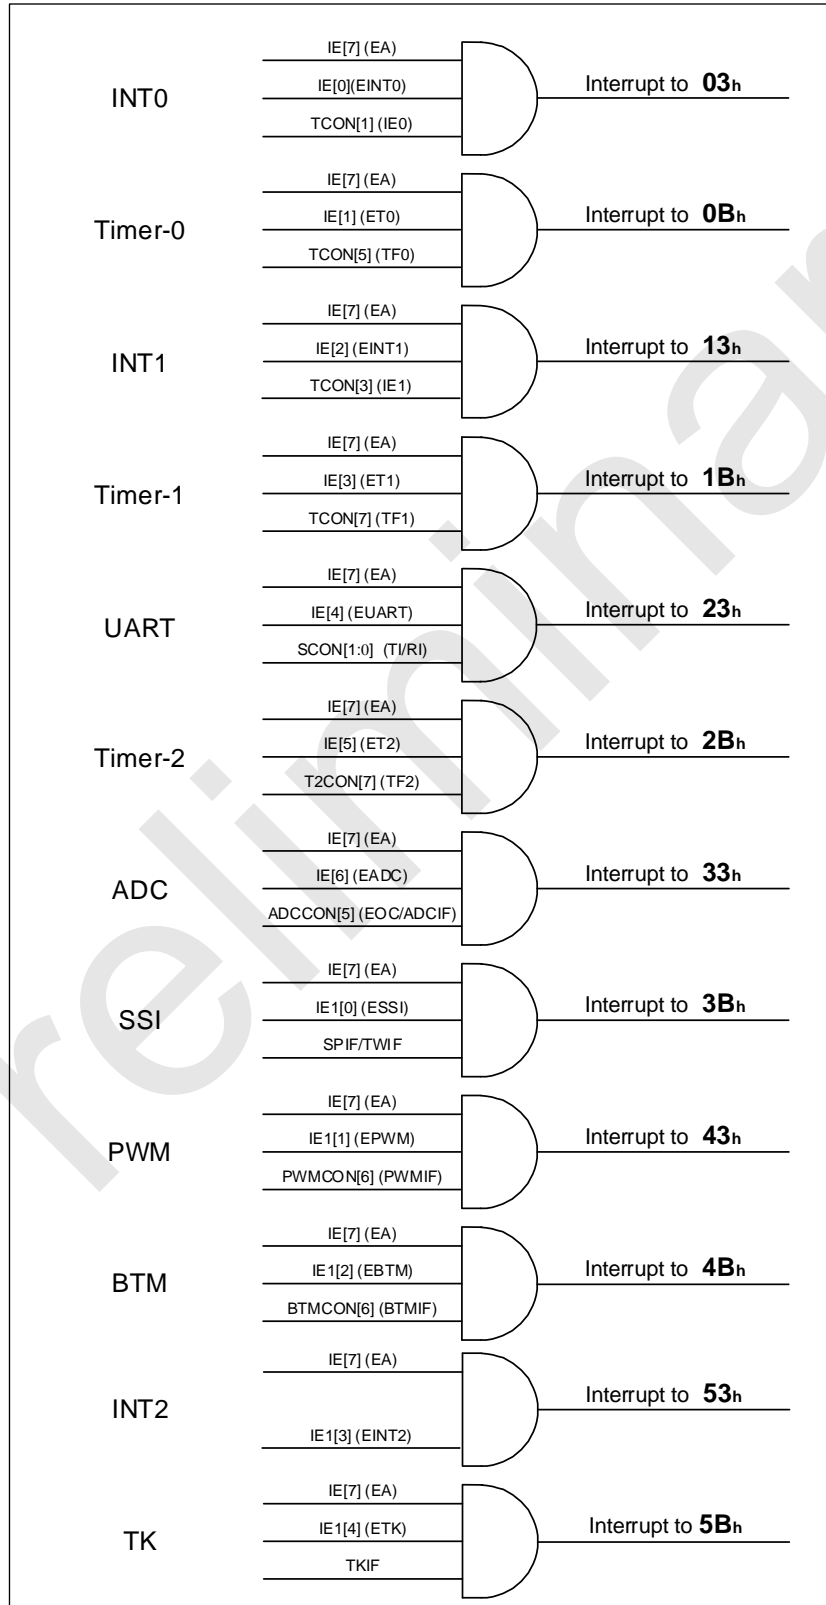 IE[7] (EA)
INT0
IE[0](EINT0)
Interrupt to 03h
TCON[1] (IE0)
IE[7] (EA)
Timer-0
IE[1] (ET0)
Interrupt to 0Bh
TCON[5] (TF0)
IE[7] (EA)
INT1
IE[2] (EINT1)
Interrupt to 13h
TCON[3] (IE1)
IE[7] (EA)
Timer-1
IE[3] (ET1)
Interrupt to 1Bh
TCON[7] (TF1)
IE[7] (EA)
UART
IE[4] (EUART)
Interrupt to 23h
SCON[1:0] (TI/RI)
IE[7] (EA)
Timer-2
IE[5] (ET2)
Interrupt to 2Bh
T2CON[7] (TF2)
IE[7] (EA)
ADC
IE[6] (EADC)
Interrupt to 33h
ADCCON[5] (EOC/ADCIF)
IE[7] (EA)
SSI
IE1[0] (ESSI)
Interrupt to 3Bh
SPIF/TWIF
IE[7] (EA)
PWM
IE1[1] (EPWM)
Interrupt to 43h
PWMCON[6] (PWMIF)
IE[7] (EA)
BTM
IE1[2] (EBTM)
Interrupt to 4Bh
BTMCON[6] (BTMIF)
IE[7] (EA)
INT2
Interrupt to 53h
IE1[3] (EINT2)
IE[7] (EA)
TK
IE1[4] (ETK)
Interrupt to 5Bh
TKIF